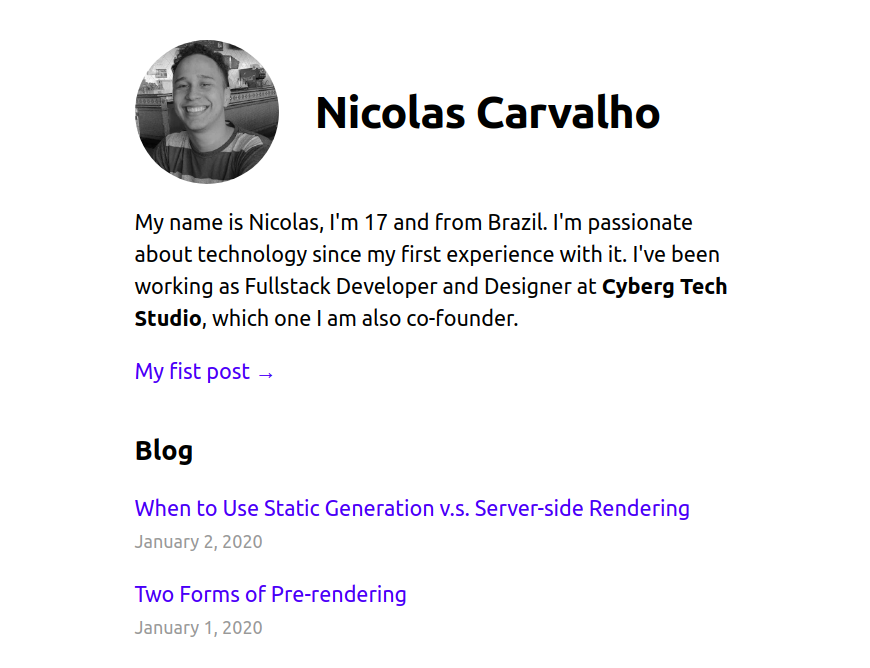 Nicolas Carvalho
My name is Nicolas, I'm 17 and from Brazil. I'm passionate
about technology since my first experience with it. I've been
working as Fullstack Developer and Designer at Cyberg Tech
Studio, which one I am also co-founder.
My fist post →
Blog
When to Use Static Generation v.s. Server-side Rendering
January 2, 2020
Two Forms of Pre-rendering
January 1, 2020